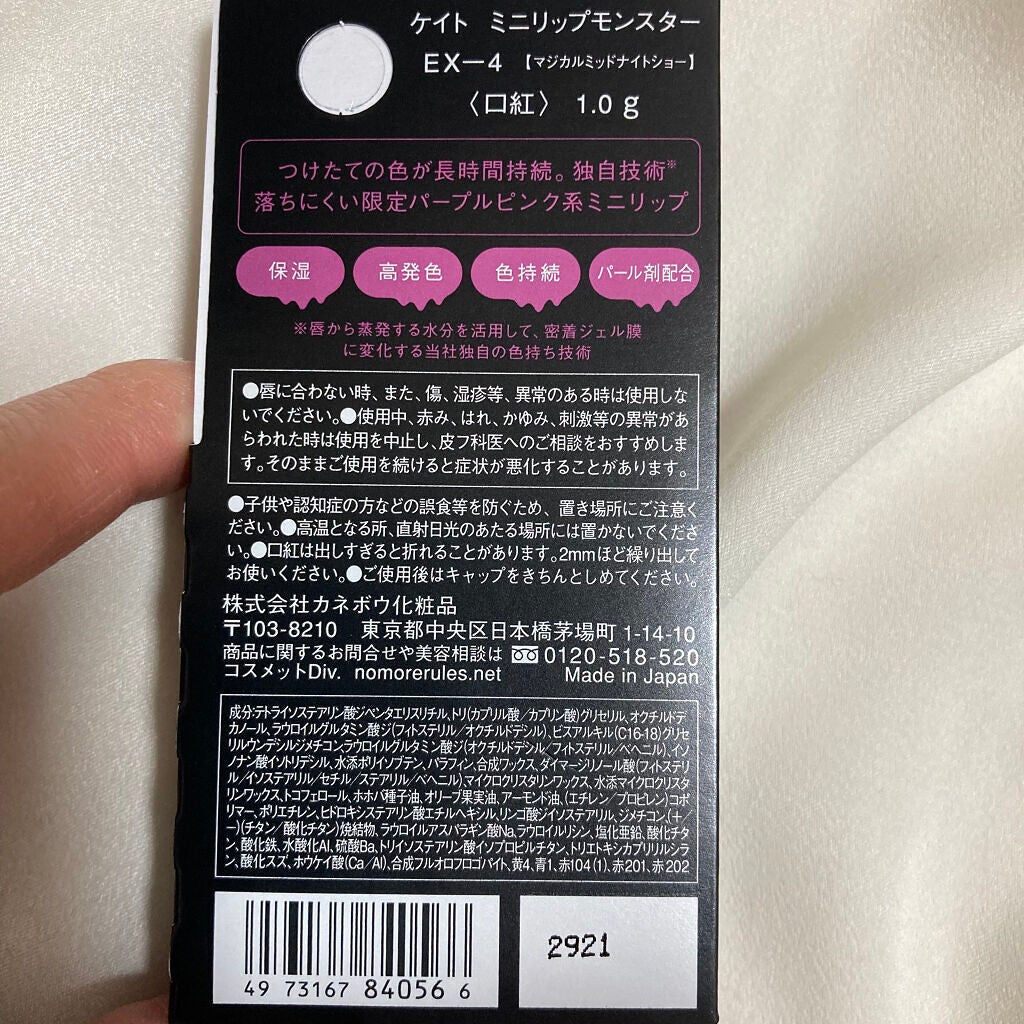 ケイト ミニリップモンスター
EX－4 【マジカルミッドナイトショー】
〈口紅〉 1.0 g
つけたての色が長時間持続。独自技術※
落ちにくい限定パープルピンク系ミニリップ
保湿 高発色 色持続 パール剤配合
※唇から蒸発する水分を活用して、密着ジェル膜
に変化する当社独自の色持ち技術
●唇に合わない時、また、傷、湿疹等、異常のある時は使用しな
いでください。●使用中、赤み、はれ、かゆみ、刺激等の異常があ
らわれた時は使用を中止し、皮フ科医へのご相談をおすすめしま
す。そのままご使用を続けると症状が悪化することがあります。
●子供や認知症の方などの誤食等を防ぐため、置き場所にご注意く
ださい。●高温となる所、直射日光のあたる場所には置かないでくださ
い。●口紅は出しすぎると折れることがあります。2mmほど繰り出して
お使いください。●ご使用後はキャップをきちんとしめてください。
株式会社カネボウ化粧品
〒103-8210 東京都中央区日本橋茅場町 1-14-10
商品に関するお問合せや美容相談は 0120-518-520
コスメットDiv. nomorerules.net Made in Japan
成分:テトライソステアリン酸ジペンタエリスリチル、トリ(カプリル酸／カプリン酸)グリセリル、オクチルドデ
カノール、ラウロイルグルタミン酸ジ(フィトステリル／オクチルドデシル)、ビスアルキル(C16-18)グリセ
リルウンデシルジメチコン、ラウロイルグルタミン酸ジ(オクチルドデシル／フィトステリル／ベヘニル)、イソ
ノナン酸イソトリデシル、水添ポリイソブテン、パラフィン、合成ワックス、ダイマージリノール酸(フィトステリ
ル／イソステアリル／セチル／ステアリル／ベヘニル)、マイクロクリスタリンワックス、水添マイクロクリスタ
リンワックス、トコフェロール、ホホバ種子油、オリーブ果実油、アーモンド油、(エチレン／プロピレン)コポ
リマー、ポリエチレン、ヒドロキシステアリン酸エチルヘキシル、リンゴ酸ジイソステアリル、ジメチコン、(＋
／－)(チタン／酸化チタン)焼結物、ラウロイルアスパラギン酸Na、ラウロイルリシン、塩化亜鉛、酸化チタ
ン、酸化鉄、水酸化Al、硫酸Ba、トリイソステアリン酸イソプロピルチタン、トリエトキシカプリリルシラ
ン、酸化スズ、ホウケイ酸(Ca／Al)、合成フルオロフロゴパイト、黄4、青1、赤104(1)、赤201、赤202
49 73167 84056 6
2921